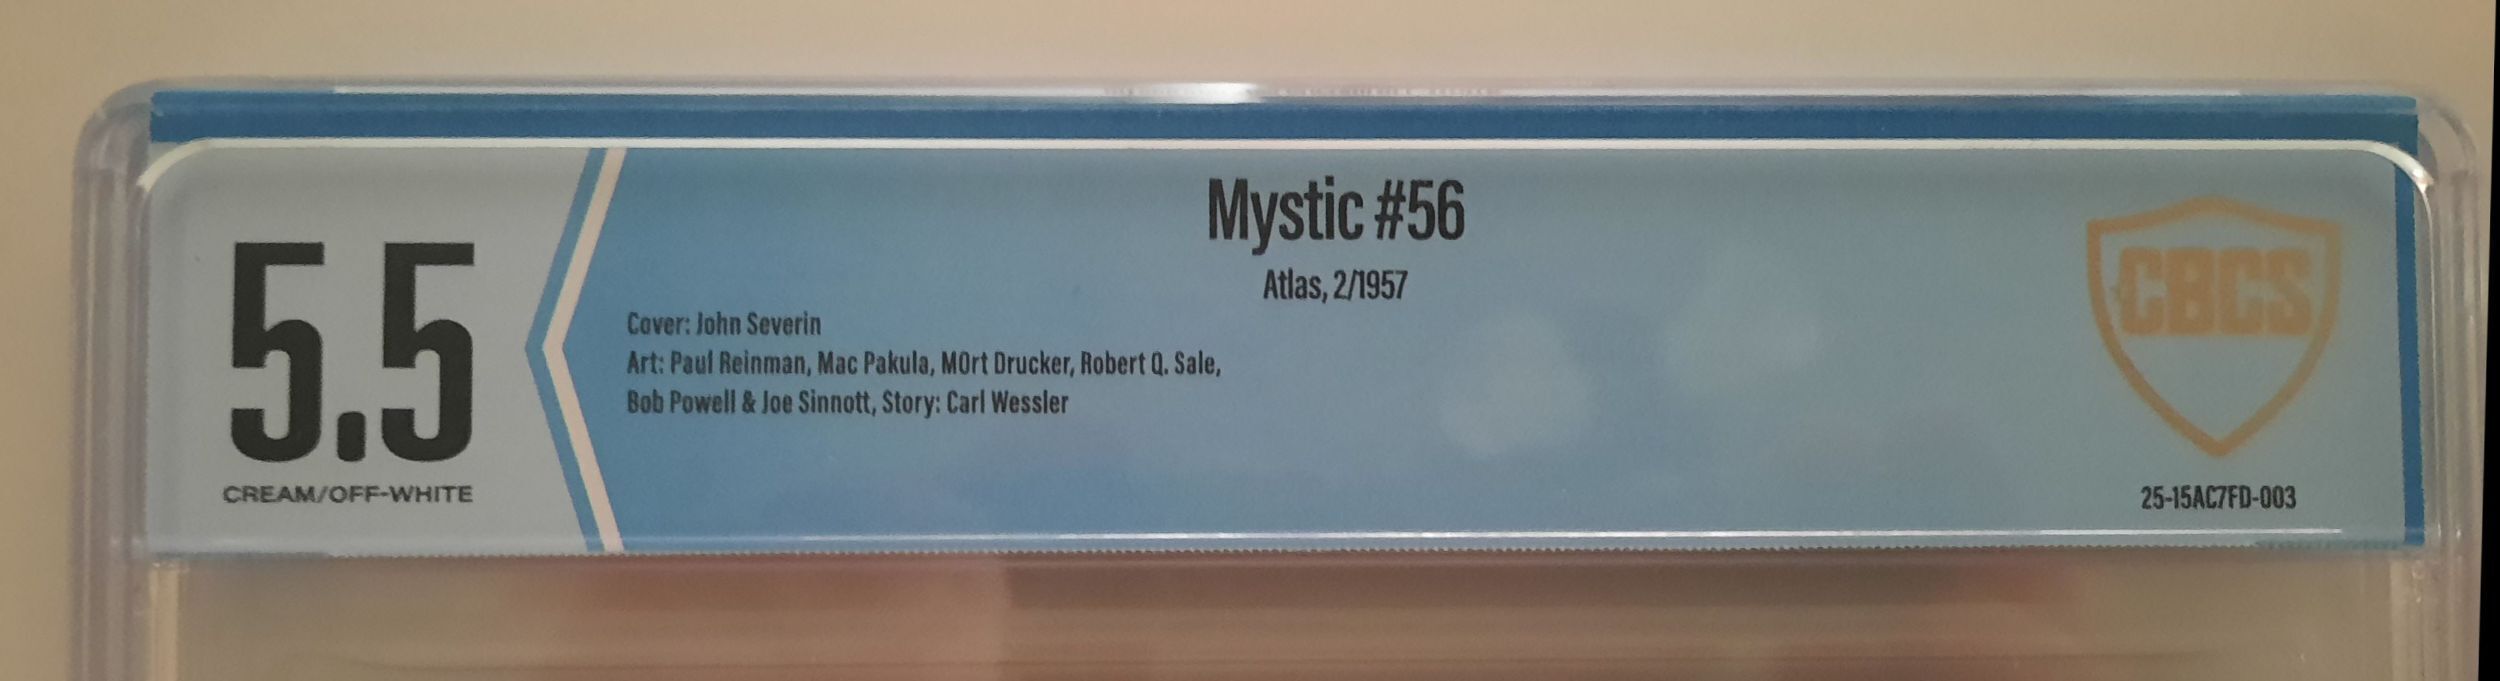 Mystic #56
Atlas, 2/1957
5.5
CREAM/OFF-WHITE
Cover: John Severin
Art: Paul Reinman, Mac Pakula, MOrt Drucker, Robert Q. Sale,
Bob Powell & Joe Sinnott, Story: Carl Wessler
CBCS
25-15AC7FD-003